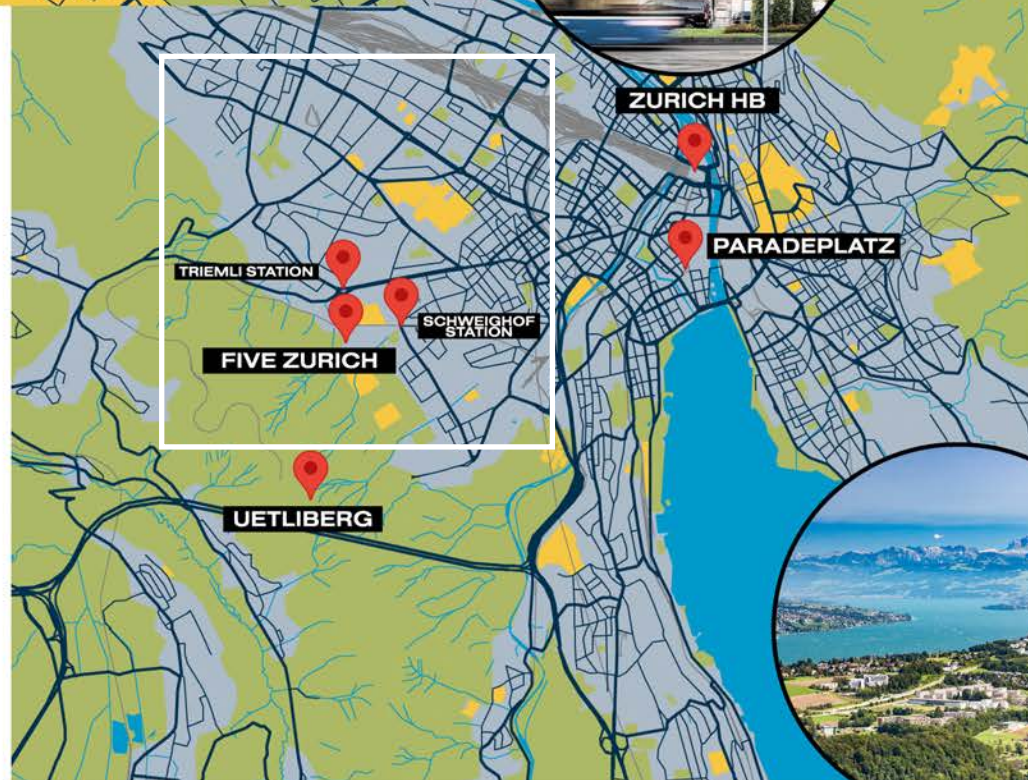 ZURICH HB
PARADEPLATZ
TRIEMLI STATION
SCHWEIGHOF
STATION
FIVE ZURICH
UETLIBERG